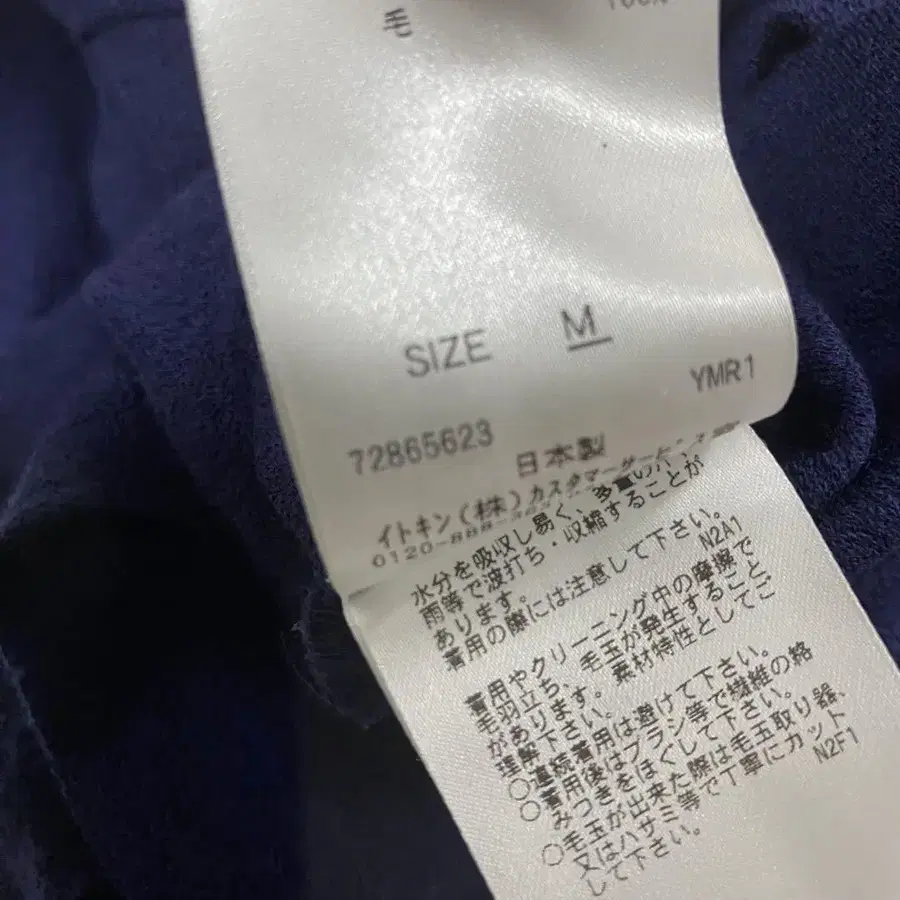 毛
SIZE M
YMR1
72865623
日本製
イトキン(株)カスタマーサービス
0120-888-
水分を吸収し易く、多量の
雨等で波打ち・収縮することが
あります。
着用の際には注意して下さい。
N2A1
着用やクリーニング中の摩擦で
毛羽立ち、毛玉が発生すること
があります。素材特性としてご
理解下さい。
○連続着用は避けて下さい。
○着用後はブラシ等で繊維の絡
みつきをほぐして下さい。
○毛玉が出来た際は毛玉取り器、
又はハサミ等で丁寧にカット
して下さい。
N2F1